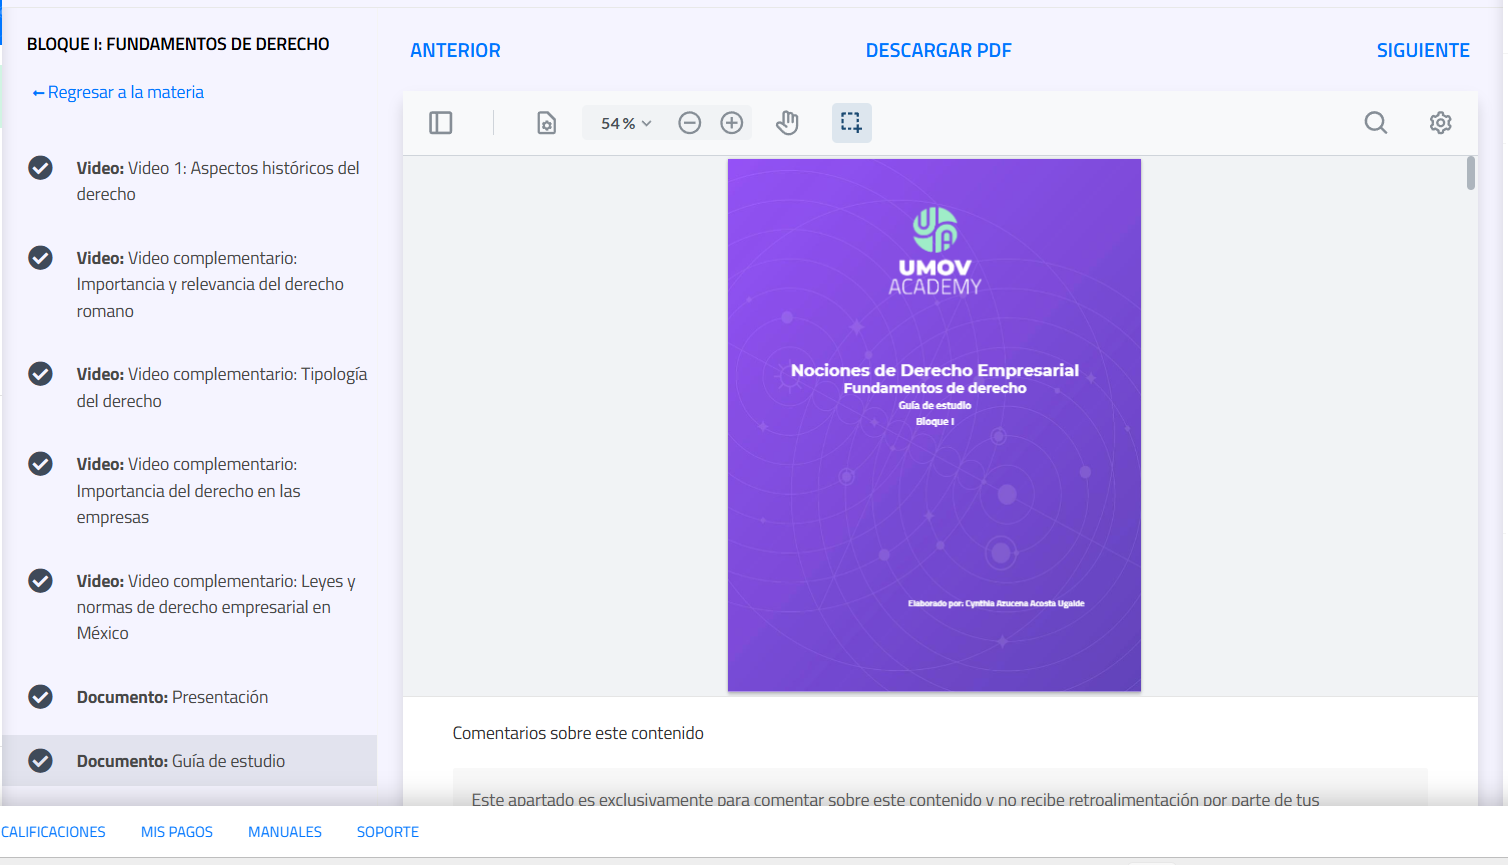 BLOQUE I: FUNDAMENTOS DE DERECHO
← Regresar a la materia
Video: Video 1: Aspectos históricos del
derecho
Video: Video complementario:
Importancia y relevancia del derecho
romano
Video: Video complementario: Tipología
del derecho
Video: Video complementario:
Importancia del derecho en las
empresas
Video: Video complementario: Leyes y
normas de derecho empresarial en
México
Documento: Presentación
Documento: Guía de estudio
ANTERIOR
DESCARGAR PDF
SIGUIENTE
54%
UMOV
ACADEMY
Nociones de Derecho Empresarial
Fundamentos de derecho
Guía de estudio
Bloque I
Elaborado por: Cynthia Azucena Acosta Ugalde
Comentarios sobre este contenido
Este apartado es exclusivamente para comentar sobre este contenido y no recibe retroalimentación por parte de tus
CALIFICACIONES
MIS PAGOS
MANUALES
SOPORTE